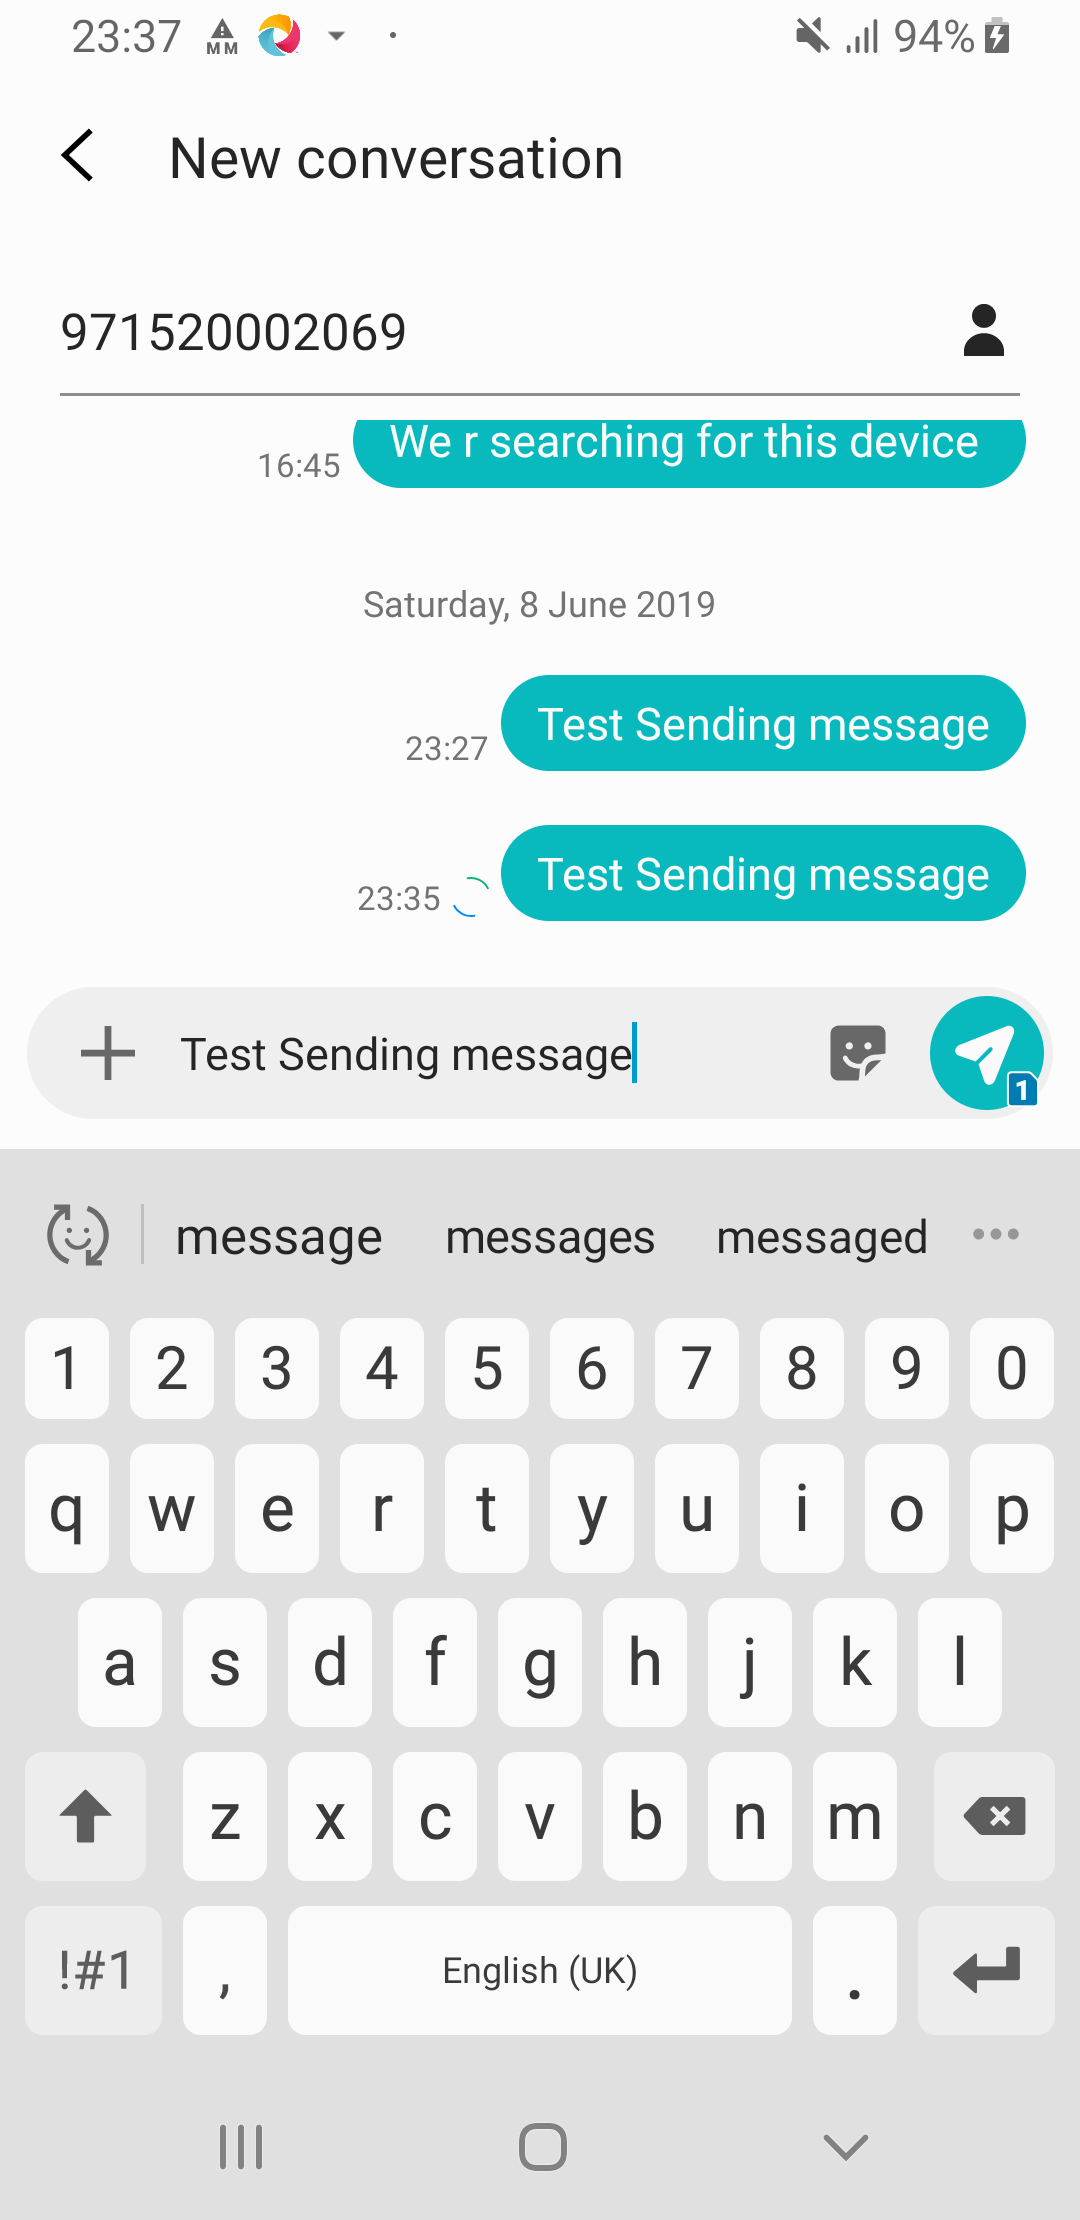 23:37 MM 94%
New conversation
971520002069
We r searching for this device
16:45
Saturday, 8 June 2019
Test Sending message
23:27
Test Sending message
23:35
Test Sending message
1
message messages messaged
1 2 3 4 5 6 7 8 9 0
q w e r t y u i o p
a s d f g h j k l
z x c v b n m
!#1 , English (UK) .